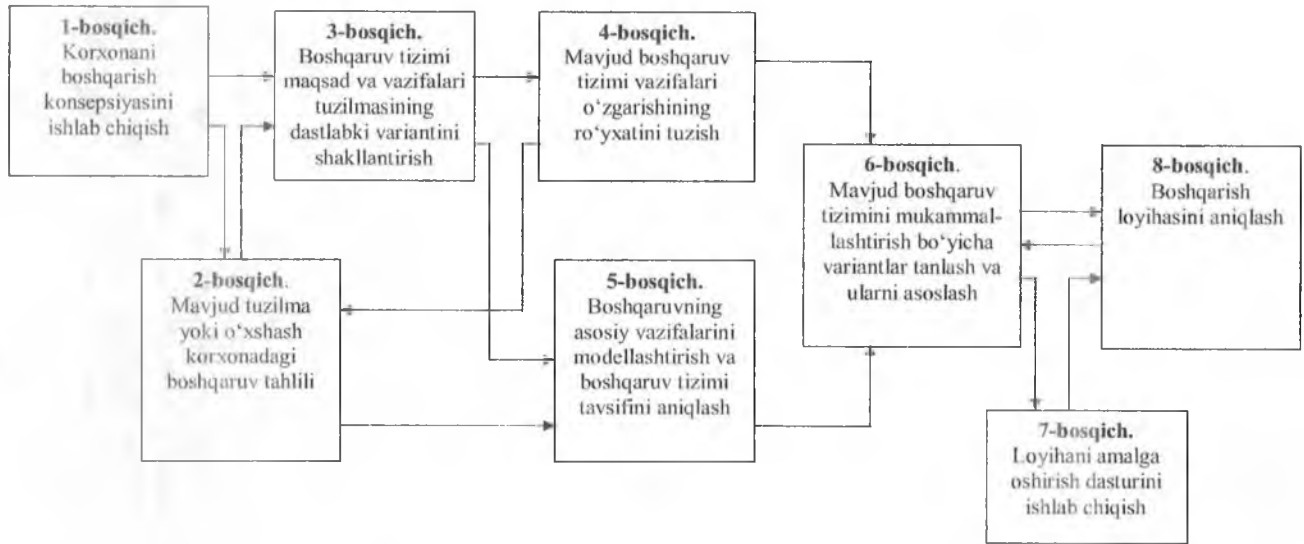 1-bosqich.
Korxonani
boshqarish
konsepsiyasini
ishlab chiqish
3-bosqich.
Boshqaruv tizimi
maqsad va vazifalari
tuzilmasining
dastlabki variantini
shakllantirish
4-bosqich.
Mavjud boshqaruv
tizimi vazifalari
o‘zgarishining
ro‘yxatini tuzish
6-bosqich.
Mavjud boshqaruv
tizimini mukammal-
lashtirish bo‘yicha
variantlar tanlash va
ularni asoslash
8-bosqich.
Boshqarish
loyihasini aniqlash
2-bosqich.
Mavjud tuzilma
yoki o‘xshash
korxonadagi
boshqaruv tahlili
5-bosqich.
Boshqaruvning
asosiy vazifalarini
modellashtirish va
boshqaruv tizimi
tavsifini aniqlash
7-bosqich.
Loyihani amalga
oshirish dasturini
ishlab chiqish